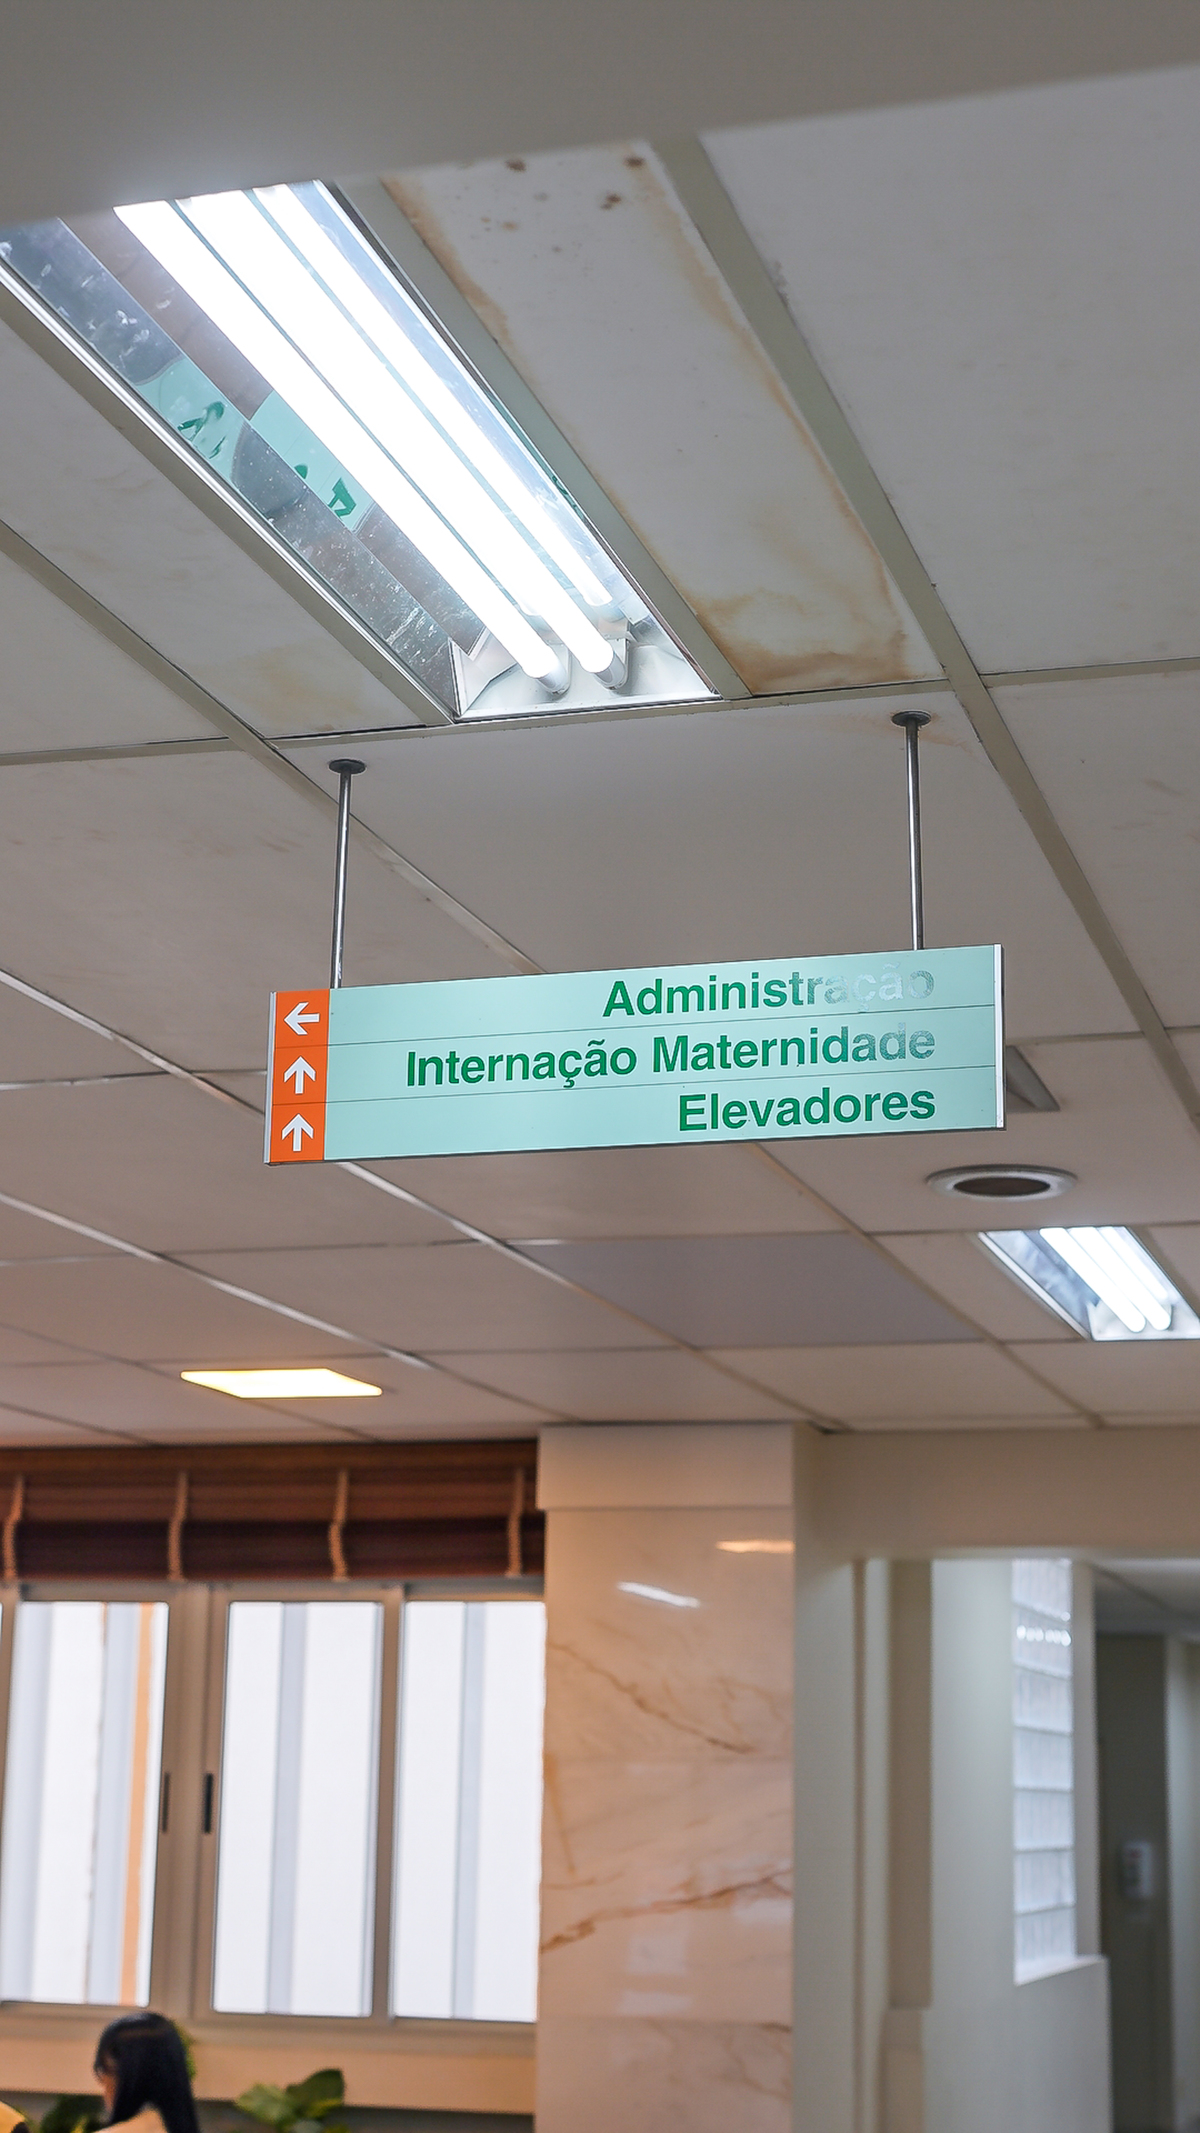 Administração
Internação Maternidade
Elevadores